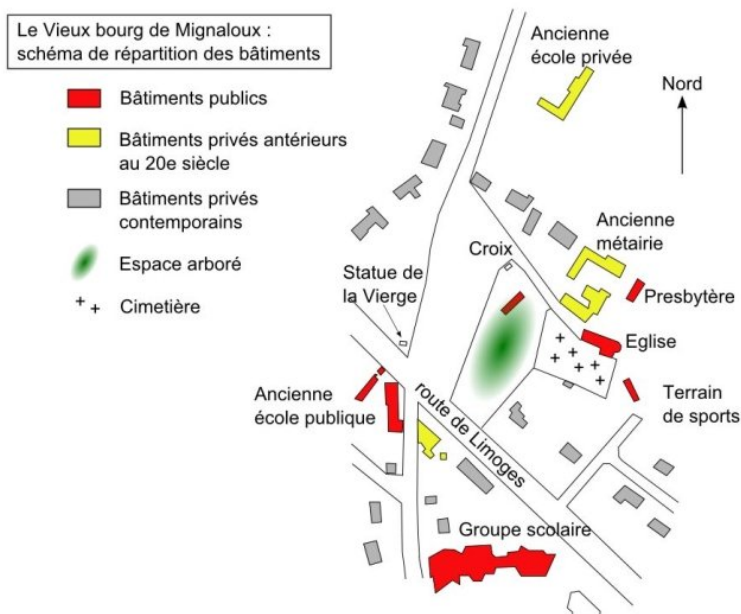 Le Vieux bourg de Mignaloux :
schéma de répartition des bâtiments
Bâtiments publics
Bâtiments privés antérieurs
au 20e siècle
Bâtiments privés
contemporains
Espace arboré
Cimetière
Ancienne
école privée
Nord
Ancienne
métairie
Croix
Statue de
la Vierge
Presbytère
Eglise
Ancienne
école publique
route de Limoges
Terrain
de sports
Groupe scolaire